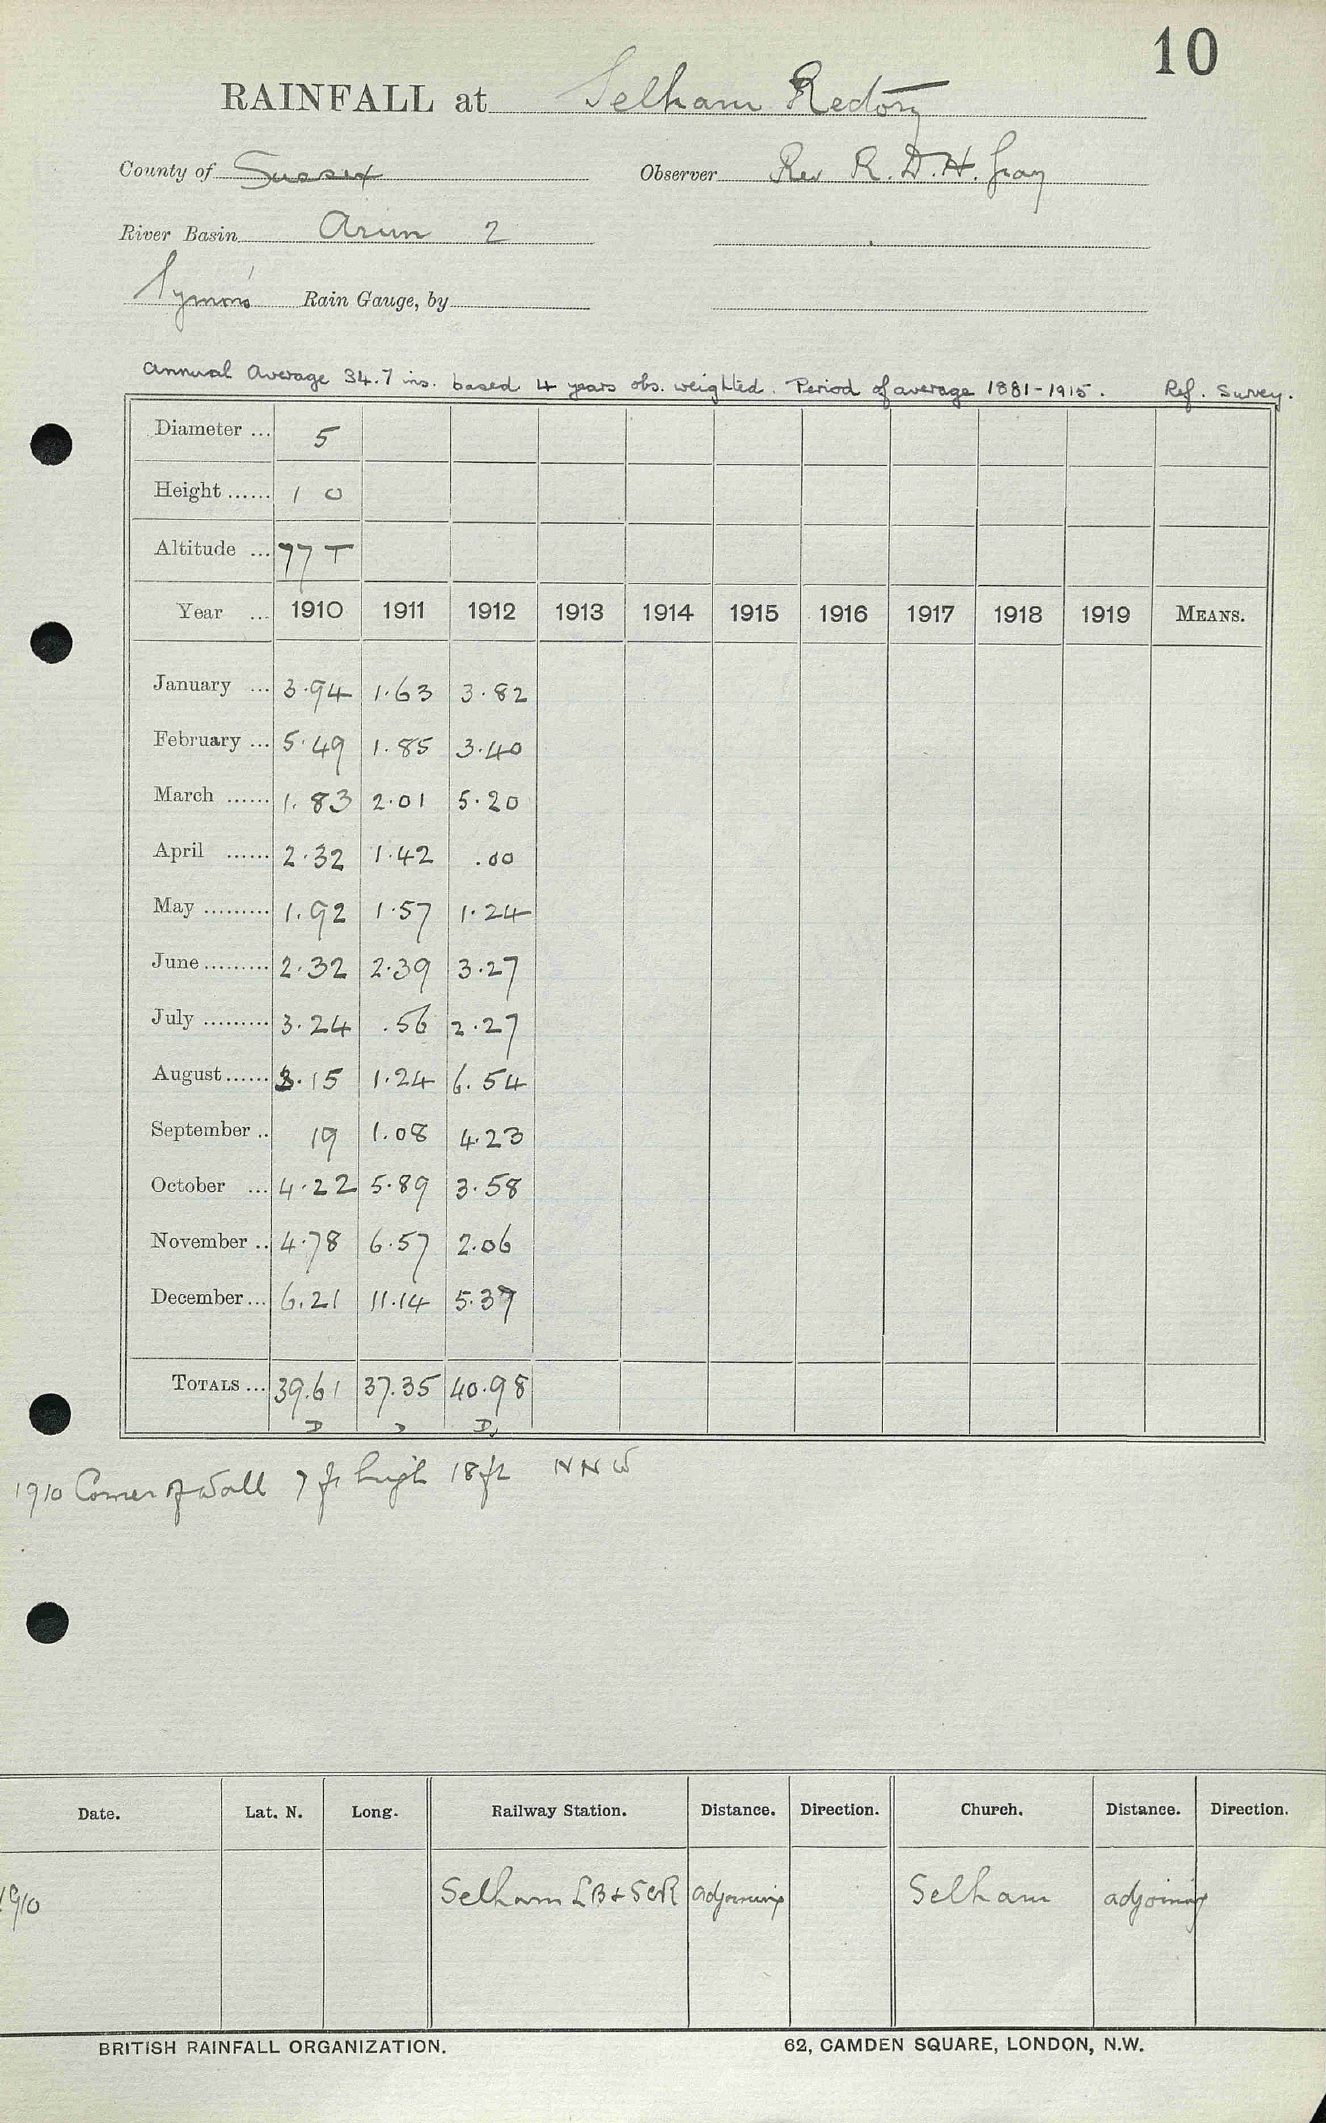 10
RAINFALL at Selham Rectory
County of Sussex Observer Rev R. D. H. Gray
River Basin Arun 2
Symons' Rain Gauge, by
Annual Average 34.7 ins. based 4 years obs. weighted. Period of average 1881-1915. Ref. Survey.
Diameter ... 5
Height ...... 1 0
Altitude ... 77 T
Year ... 1910 1911 1912 1913 1914 1915 1916 1917 1918 1919 MEANS.
January ... 3.94 1.63 3.82
February ... 5.49 1.85 3.40
March ...... 1.83 2.01 5.20
April ...... 2.32 1.42 .00
May ......... 1.92 1.57 1.24
June ......... 2.32 2.39 3.27
July ......... 3.24 .56 2.27
August ...... 3.15 1.24 6.54
September .. 19 1.08 4.23
October ... 4.22 5.89 3.58
November .. 4.78 6.57 2.06
December ... 6.21 11.14 5.37
TOTALS ... 39.61 37.35 40.98
D D D
1910 Corner of Wall 7 ft high 18 ft NNW
Date. Lat. N. Long. Railway Station. Distance. Direction. Church. Distance. Direction.
1910 Selham LB & SCR adjoining Selham adjoining
BRITISH RAINFALL ORGANIZATION. 62, CAMDEN SQUARE, LONDON, N.W.